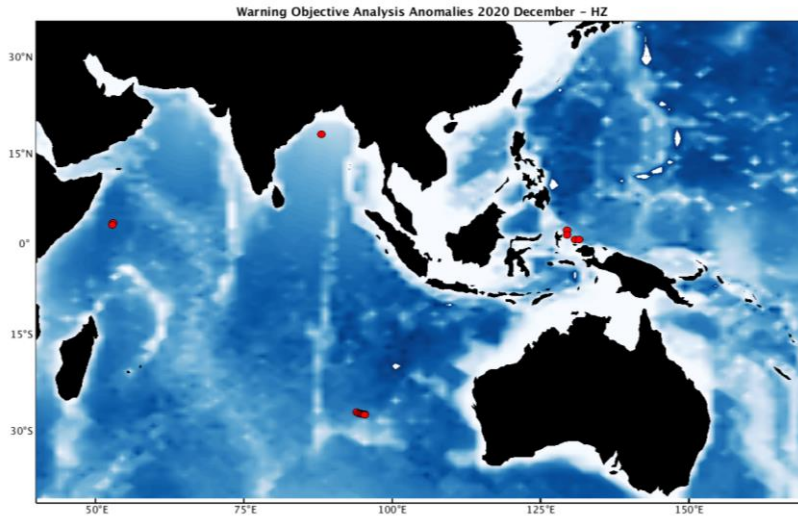 Warning Objective Analysis Anomalies 2020 December - HZ
30°N
15°N
0°
15°S
30°S
50°E
75°E
100°E
125°E
150°E